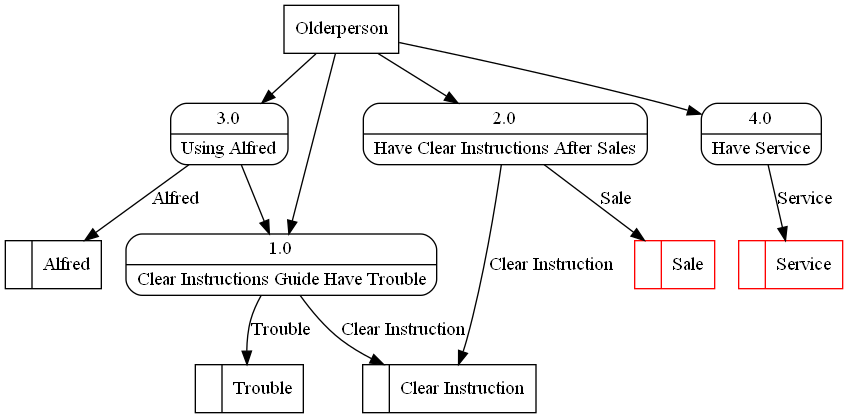 Olderperson
3.0
Using Alfred
2.0
Have Clear Instructions After Sales
4.0
Have Service
Alfred
Sale
Service
Alfred
1.0
Clear Instructions Guide Have Trouble
Clear Instruction
Sale
Service
Trouble
Clear Instruction
Trouble
Clear Instruction